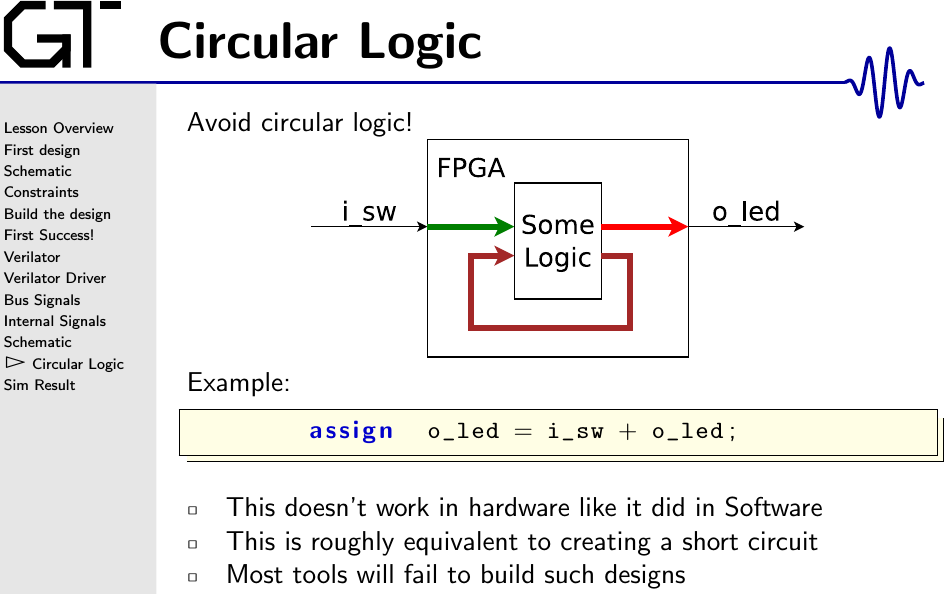 GT
Circular Logic
Lesson Overview
First design
Schematic
Constraints
Build the design
First Success!
Verilator
Verilator Driver
Bus Signals
Internal Signals
Schematic
▷ Circular Logic
Sim Result
Avoid circular logic!
FPGA
i_sw
Some
Logic
o_led
Example:
assign o_led = i_sw + o_led;
This doesn't work in hardware like it did in Software
This is roughly equivalent to creating a short circuit
Most tools will fail to build such designs